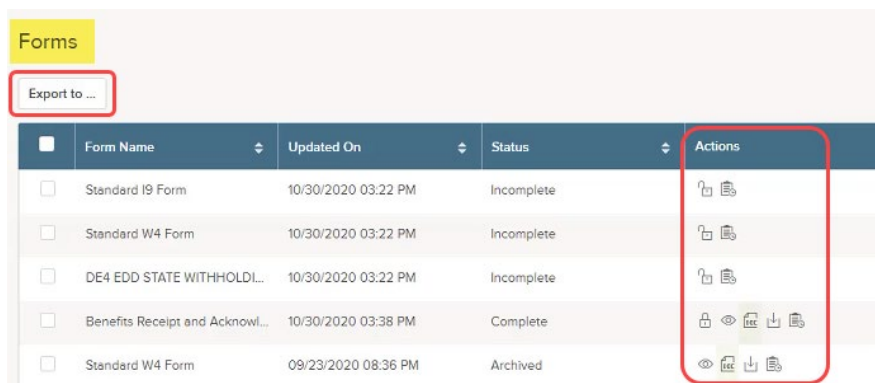 Forms
Export to ...
Form Name Updated On Status Actions
Standard I9 Form 10/30/2020 03:22 PM Incomplete
Standard W4 Form 10/30/2020 03:22 PM Incomplete
DE4 EDD STATE WITHHOLDI... 10/30/2020 03:22 PM Incomplete
Benefits Receipt and Acknowl... 10/30/2020 03:38 PM Complete
Standard W4 Form 09/23/2020 08:36 PM Archived